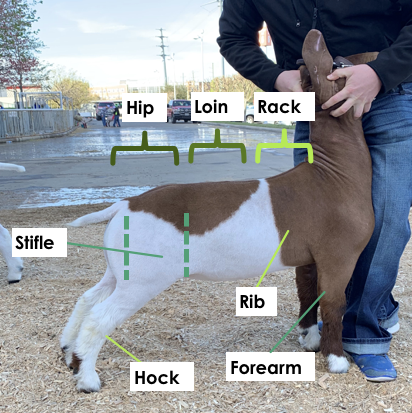 Hip Loin Rack
Stifle
Rib
Hock
Forearm